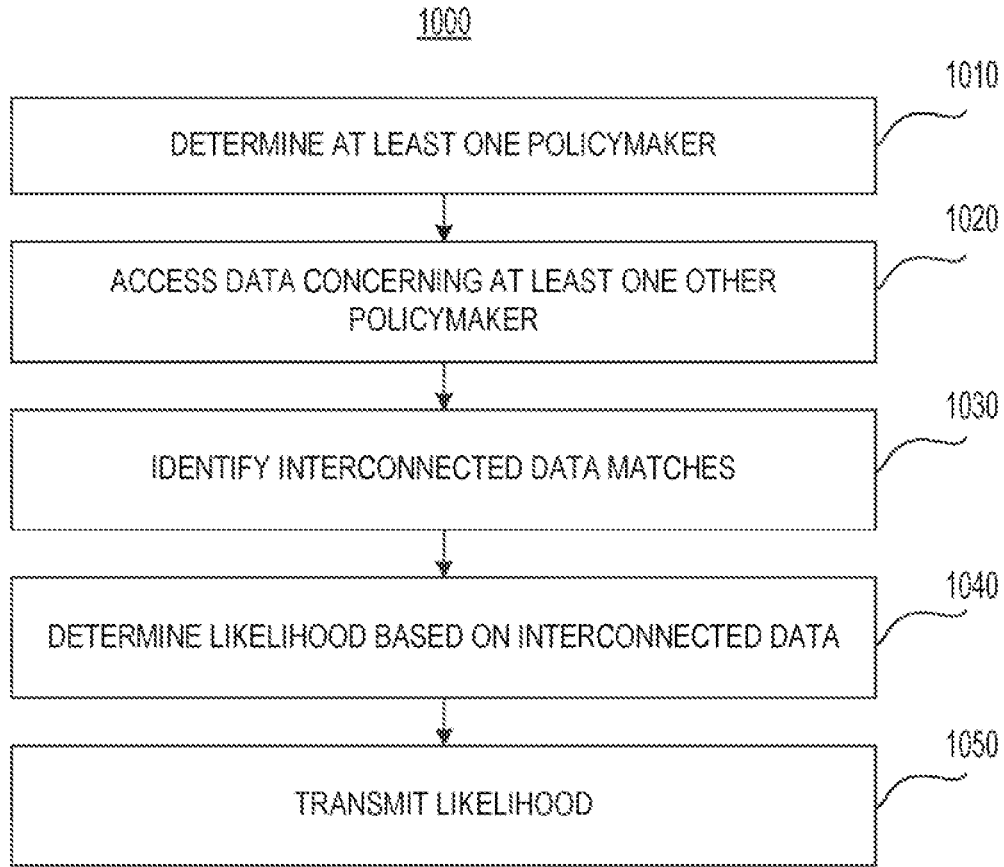 1000
1010
DETERMINE AT LEAST ONE POLICYMAKER
1020
ACCESS DATA CONCERNING AT LEAST ONE OTHER
POLICYMAKER
1030
IDENTIFY INTERCONNECTED DATA MATCHES
1040
DETERMINE LIKELIHOOD BASED ON INTERCONNECTED DATA
1050
TRANSMIT LIKELIHOOD